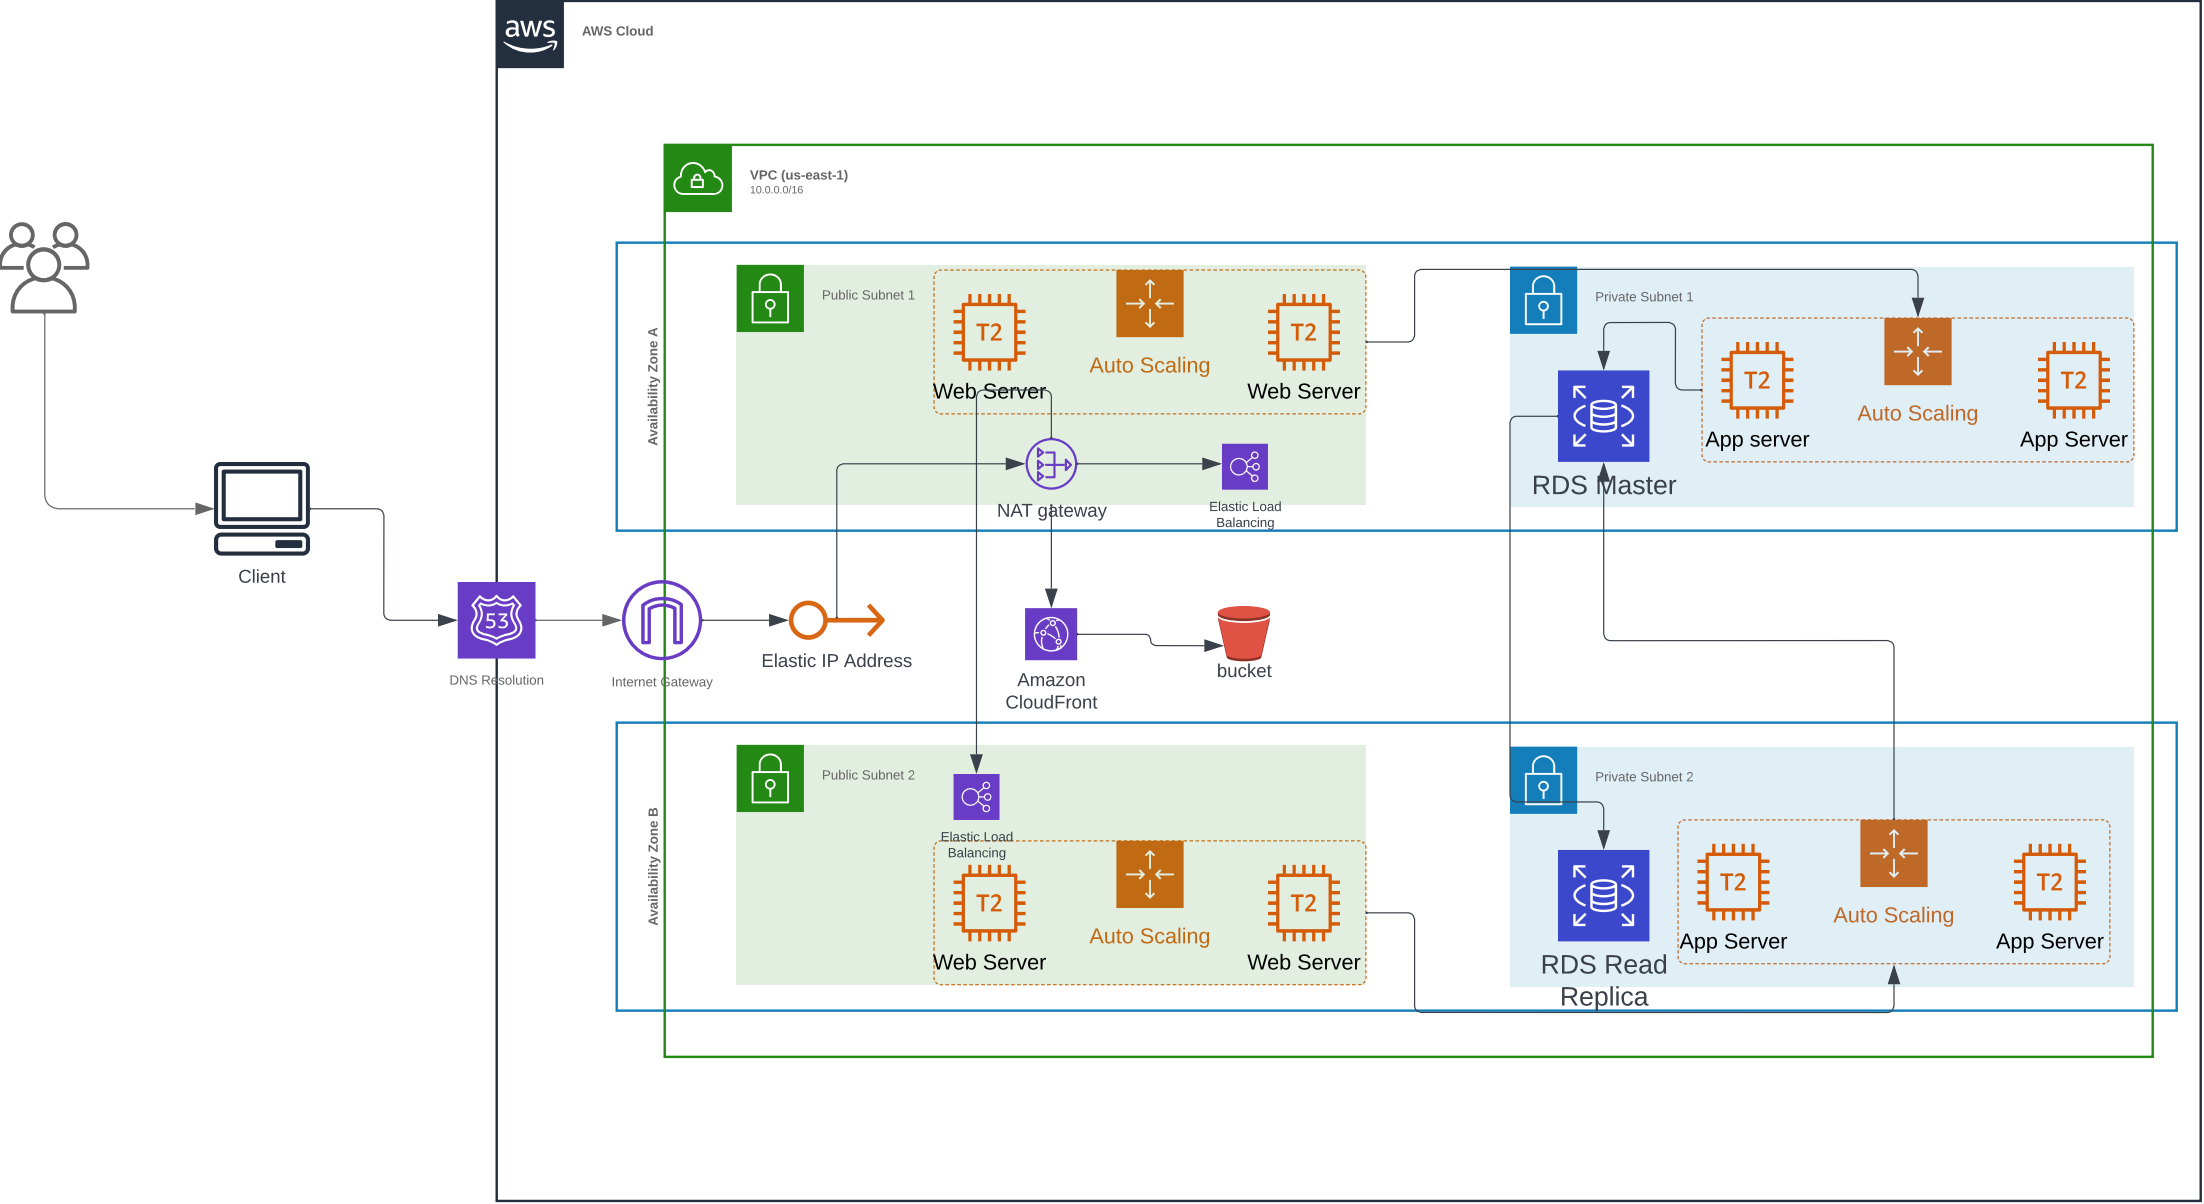 aws
AWS Cloud
VPC (us-east-1)
10.0.0.0/16
Availability Zone A
Public Subnet 1
T2
Web Server
Auto Scaling
T2
Web Server
NAT gateway
Elastic Load
Balancing
Private Subnet 1
RDS Master
T2
App server
Auto Scaling
T2
App Server
Client
53
DNS Resolution
Internet Gateway
Elastic IP Address
Amazon
CloudFront
bucket
Availability Zone B
Public Subnet 2
Elastic Load
Balancing
T2
Web Server
Auto Scaling
T2
Web Server
Private Subnet 2
RDS Read
Replica
T2
App Server
Auto Scaling
T2
App Server